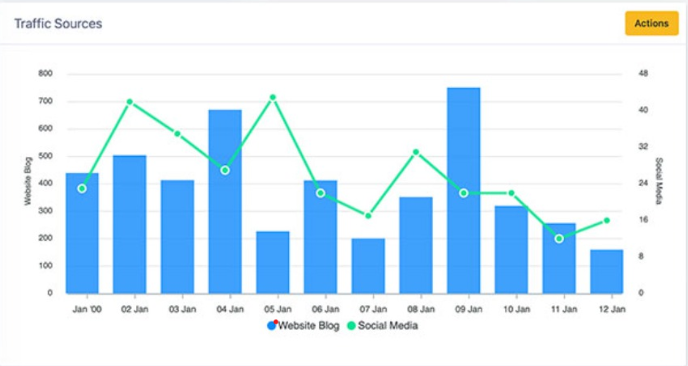 Traffic Sources
Actions
800 48
700 40
600 32
500 24
400 16
300 8
200 0
100
0
Website Blog
Social Media
Jan '00 02 Jan 03 Jan 04 Jan 05 Jan 06 Jan 07 Jan 08 Jan 09 Jan 10 Jan 11 Jan 12 Jan
Website Blog Social Media